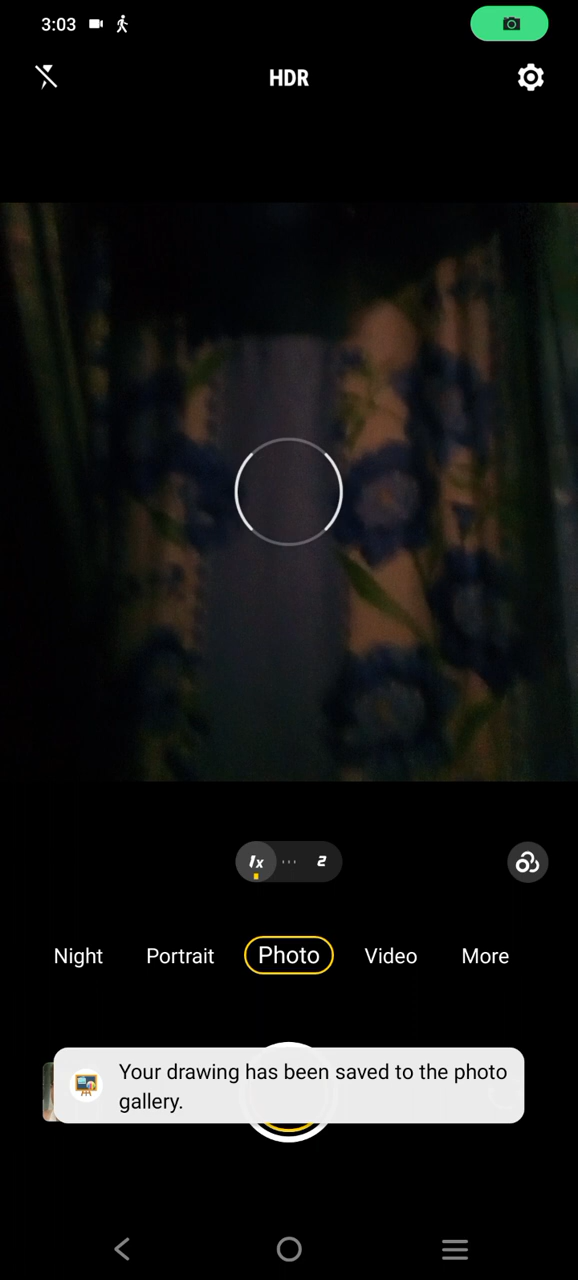 3:03
HDR
1x
2
Night Portrait Photo Video More
Your drawing has been saved to the photo
gallery.